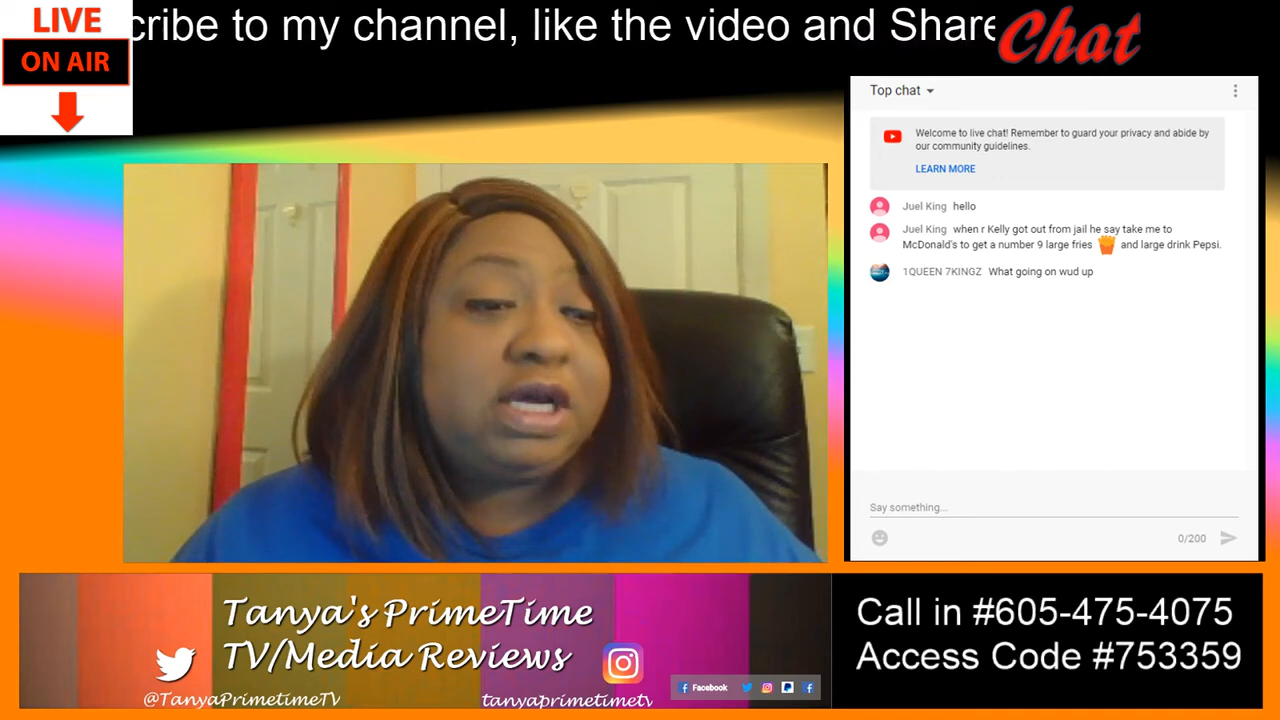 LIVE
ON AIR
cribe to my channel, like the video and Share
Chat
Top chat
Welcome to live chat! Remember to guard your privacy and abide by
our community guidelines.
LEARN MORE
Juel King hello
Juel King when r Kelly got out from jail he say take me to
McDonald's to get a number 9 large fries and large drink Pepsi.
1QUEEN 7KINGZ What going on wud up
Say something...
0/200
Tanya's PrimeTime
TV/Media Reviews
@TanyaPrimetimeTV
tanyaprimetimetv
Facebook
Call in #605-475-4075
Access Code #753359